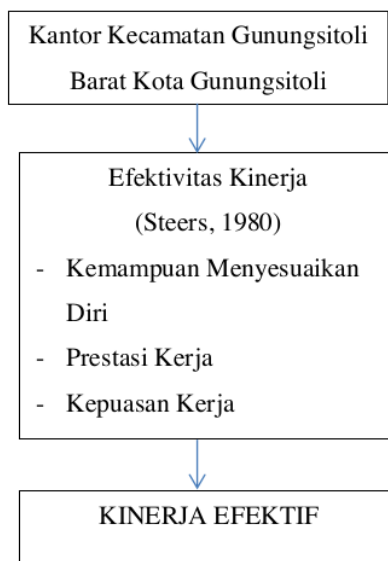 Kantor Kecamatan Gunungsitoli
Barat Kota Gunungsitoli
Efektivitas Kinerja
(Steers, 1980)
- Kemampuan Menyesuaikan
Diri
- Prestasi Kerja
- Kepuasan Kerja
KINERJA EFEKTIF